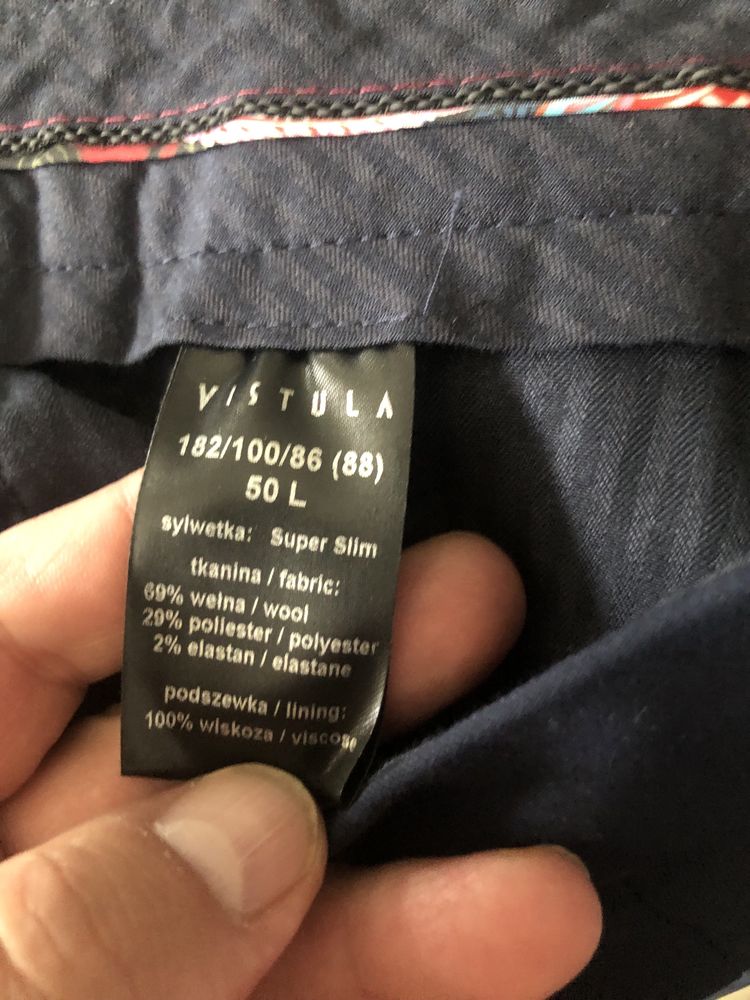 VISTULA
182/100/86 (88)
50 L
sylwetka: Super Slim
tkanina / fabric:
69% wełna / wool
29% poliester / polyester
2% elastan / elastane
podszewka / lining:
100% wiskoza / viscose